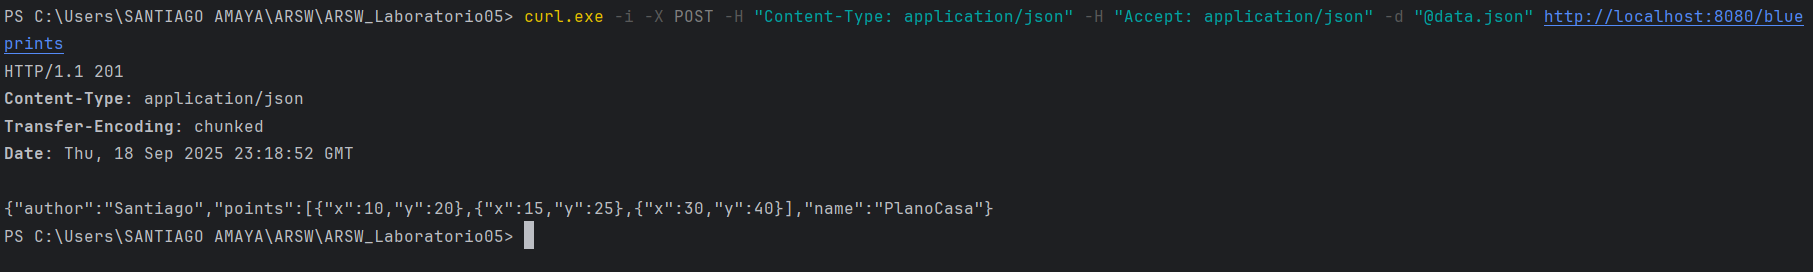 PS C:\Users\SANTIAGO AMAYA\ARSW\ARSW_Laboratorio05> curl.exe -i -X POST -H "Content-Type: application/json" -H "Accept: application/json" -d "@data.json" http://localhost:8080/blue
prints
HTTP/1.1 201
Content-Type: application/json
Transfer-Encoding: chunked
Date: Thu, 18 Sep 2025 23:18:52 GMT
{"author":"Santiago","points":[{"x":10,"y":20},{"x":15,"y":25},{"x":30,"y":40}],"name":"PlanoCasa"}
PS C:\Users\SANTIAGO AMAYA\ARSW\ARSW_Laboratorio05>